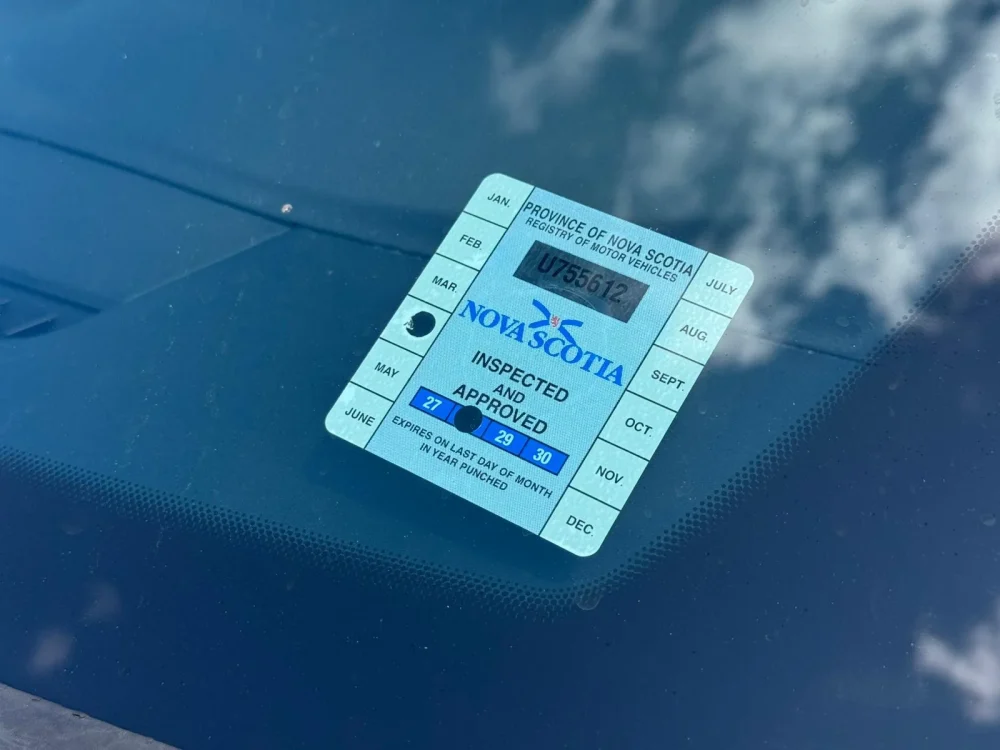 JAN.
FEB.
MAR.
MAY
JUNE
PROVINCE OF NOVA SCOTIA
REGISTRY OF MOTOR VEHICLES
U755612
NOVA SCOTIA
INSPECTED
AND
APPROVED
27 29 30
EXPIRES ON LAST DAY OF MONTH
IN YEAR PUNCHED
JULY
AUG.
SEPT.
OCT.
NOV.
DEC.